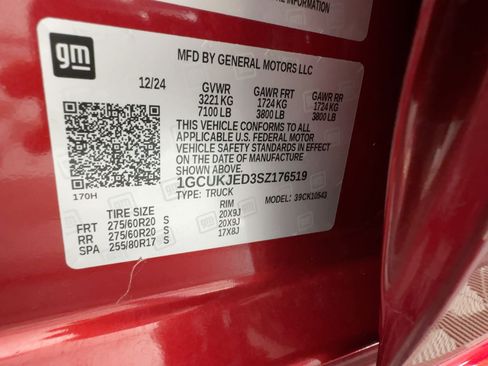 INFORMATION
gm
MFD BY GENERAL MOTORS LLC
12/24 GVWR GAWR FRT GAWR RR
3221 KG 1724 KG 1724 KG
7100 LB 3800 LB 3800 LB
THIS VEHICLE CONFORMS TO ALL
APPLICABLE U.S. FEDERAL MOTOR
VEHICLE SAFETY STANDARDS IN EFFECT
ON THE DATE OF MANUFACTURE
SHOWN ABOVE
1GCUKJED3SZ176519
TYPE: TRUCK MODEL: 39CK10543
170H
TIRE SIZE RIM
FRT 275/60R20 S 20X9J
RR 275/60R20 S 20X9J
SPA 255/80R17 S 17X8J